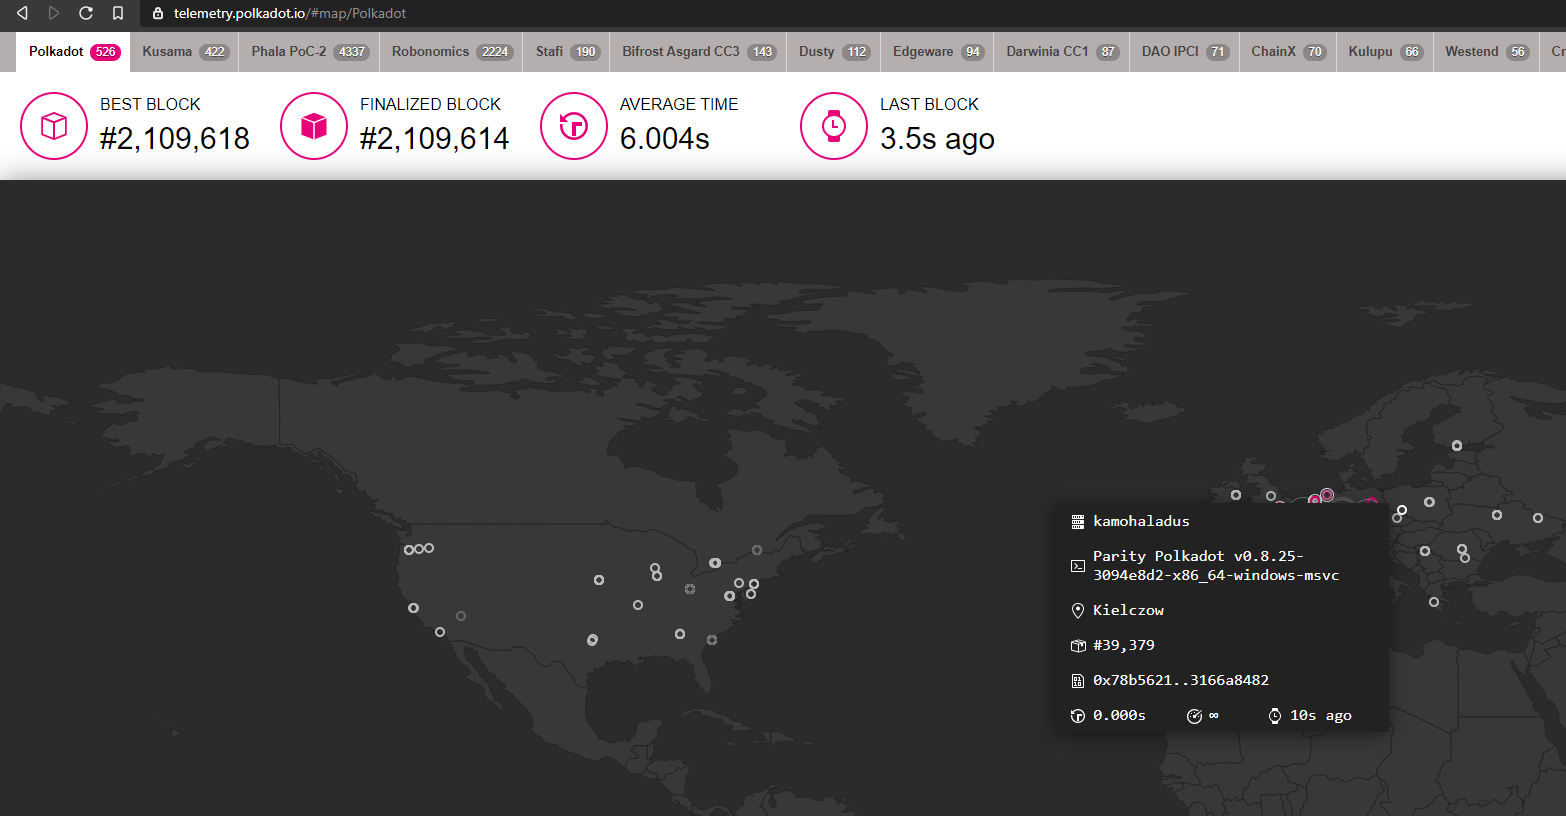 telemetry.polkadot.io/#map/Polkadot
Polkadot 526 Kusama 422 Phala PoC-2 4337 Robonomics 2224 Stafi 190 Bifrost Asgard CC3 143 Dusty 112 Edgeware 94 Darwinia CC1 87 DAO IPCI 71 ChainX 70 Kulupu 66 Westend 56 Cr
BEST BLOCK FINALIZED BLOCK AVERAGE TIME LAST BLOCK
#2,109,618 #2,109,614 6.004s 3.5s ago
kamohaladus
Parity Polkadot v0.8.25-
3094e8d2-x86_64-windows-msvc
Kielczow
#39,379
0x78b5621..3166a8482
0.000s ∞ 10s ago